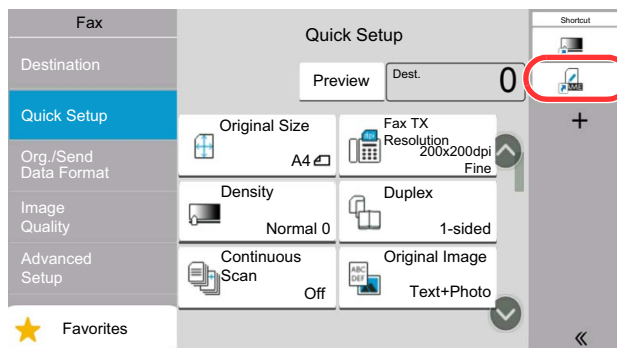 Fax
Destination
Quick Setup
Org./Send
Data Format
Image
Quality
Advanced
Setup
Favorites
Quick Setup
Preview
Dest.
0
Original Size
A4
Fax TX
Resolution
200x200dpi
Fine
Density
Normal 0
Duplex
1-sided
Continuous
Scan
Off
Original Image
ABC
DEF
Text+Photo
Shortcut
+